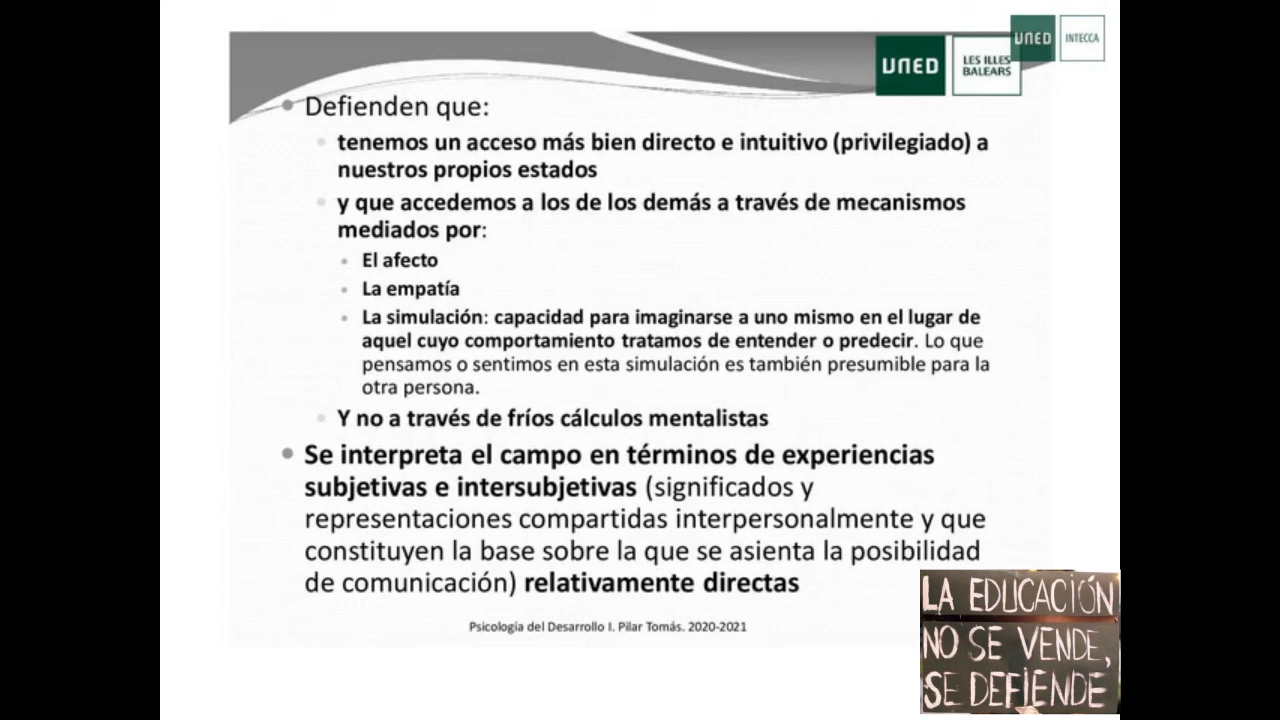 UNED
INTECCA
UNED
LES ILLES
BALEARS
Defienden que:
tenemos un acceso más bien directo e intuitivo (privilegiado) a
nuestros propios estados
y que accedemos a los de los demás a través de mecanismos
mediados por:
El afecto
La empatía
La simulación: capacidad para imaginarse a uno mismo en el lugar de
aquel cuyo comportamiento tratamos de entender o predecir. Lo que
pensamos o sentimos en esta simulación es también presumible para la
otra persona.
Y no a través de fríos cálculos mentalistas
Se interpreta el campo en términos de experiencias
subjetivas e intersubjetivas (significados y
representaciones compartidas interpersonalmente y que
constituyen la base sobre la que se asienta la posibilidad
de comunicación) relativamente directas
Psicología del Desarrollo I. Pilar Tomás. 2020-2021
LA EDUCACIÓN
NO SE VENDE,
SE DEFIENDE